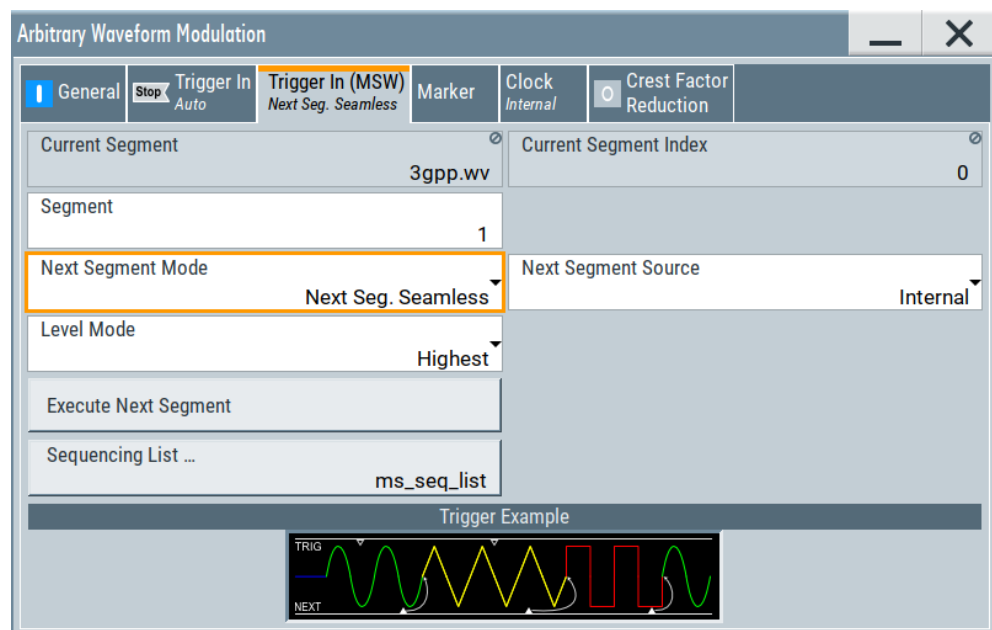 Arbitrary Waveform Modulation
General
Stop
Trigger In
Auto
Trigger In (MSW)
Next Seg. Seamless
Marker
Clock
Internal
Crest Factor
Reduction
Current Segment
3gpp.wv
Current Segment Index
0
Segment
1
Next Segment Mode
Next Seg. Seamless
Next Segment Source
Internal
Level Mode
Highest
Execute Next Segment
Sequencing List ...
ms_seq_list
Trigger Example
TRIG
NEXT